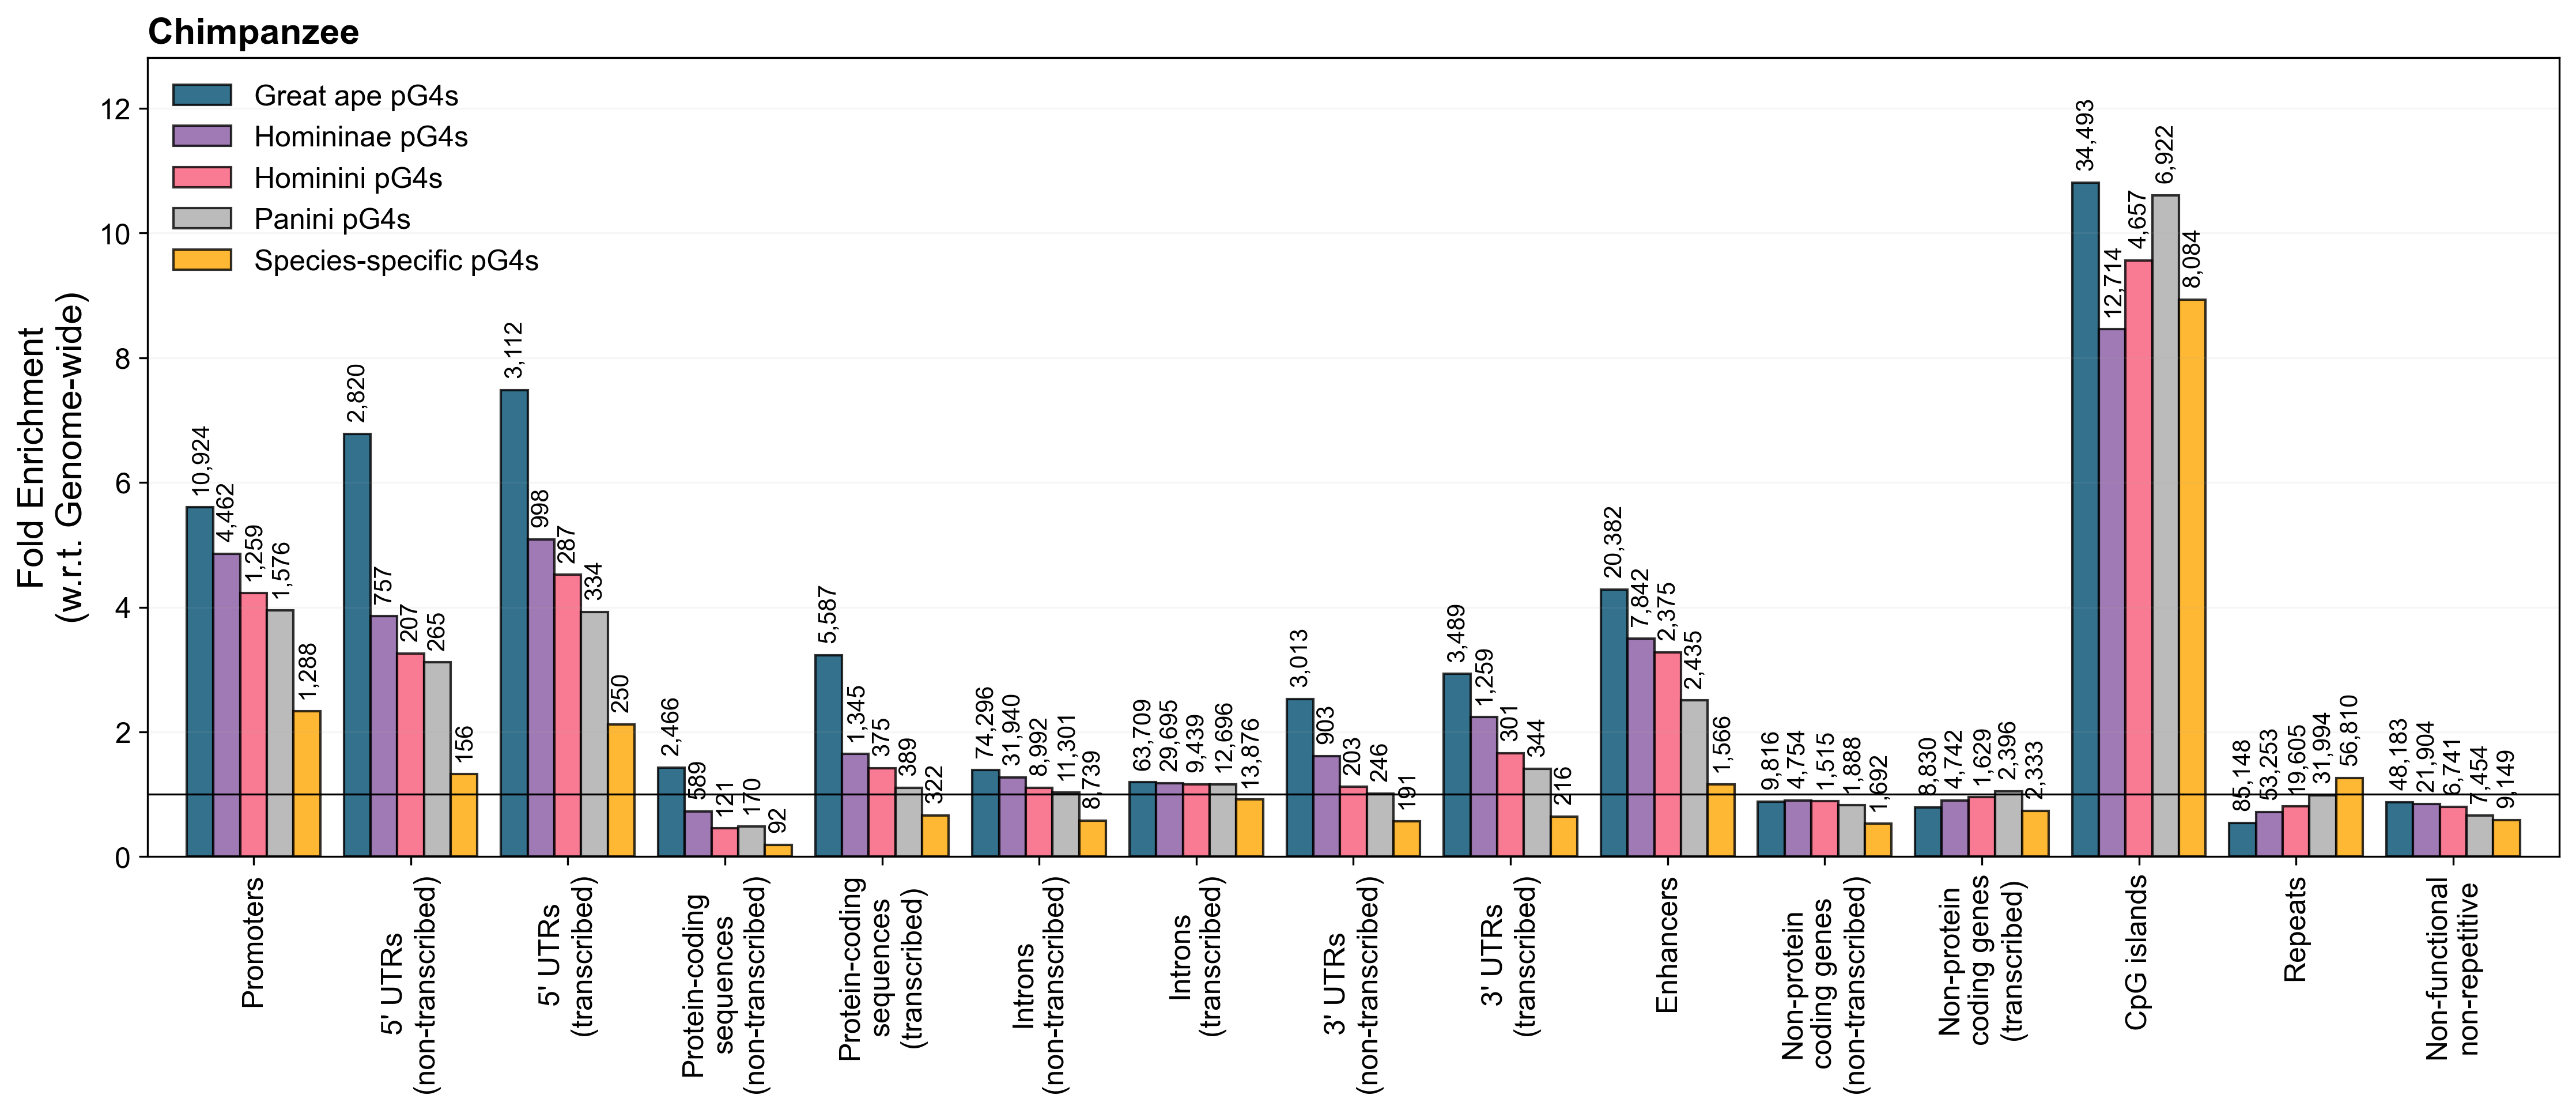 Chimpanzee
Great ape pG4s
Homininae pG4s
Hominini pG4s
Panini pG4s
Species-specific pG4s
Fold Enrichment
(w.r.t. Genome-wide)
12
10
8
6
4
2
0
10,924
4,462
1,259
1,576
1,288
2,820
757
207
265
156
3,112
998
287
334
250
2,466
589
121
170
92
5,587
1,345
375
389
322
74,296
31,940
8,992
11,301
8,739
63,709
29,695
9,439
12,696
13,876
3,013
903
203
246
191
3,489
1,259
301
344
216
20,382
7,842
2,375
2,435
1,566
9,816
4,754
1,515
1,888
1,692
8,830
4,742
1,629
2,396
2,333
34,493
12,714
4,657
6,922
8,084
85,148
53,253
19,605
31,994
56,810
48,183
21,904
6,741
7,454
9,149
Promoters
5' UTRs
(non-transcribed)
5' UTRs
(transcribed)
Protein-coding
sequences
(non-transcribed)
Protein-coding
sequences
(transcribed)
Introns
(non-transcribed)
Introns
(transcribed)
3' UTRs
(non-transcribed)
3' UTRs
(transcribed)
Enhancers
Non-protein
coding genes
(non-transcribed)
Non-protein
coding genes
(transcribed)
CpG islands
Repeats
Non-functional
non-repetitive